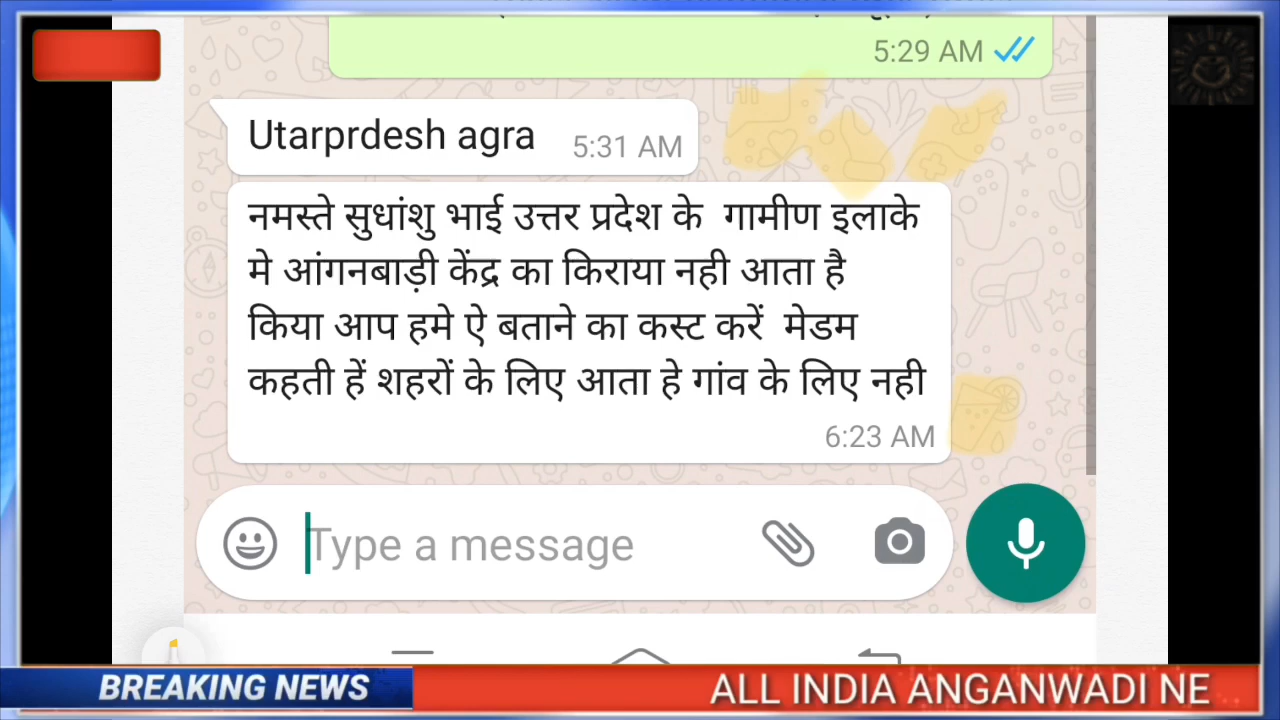 5:29 AM
Utarprdesh agra 5:31 AM
नमस्ते सुधांशु भाई उत्तर प्रदेश के गामीण इलाके
मे आंगनबाड़ी केंद्र का किराया नही आता है
किया आप हमे ऐ बताने का कस्ट करें मेडम
कहती हें शहरों के लिए आता हे गांव के लिए नही
6:23 AM
Type a message
BREAKING NEWS
ALL INDIA ANGANWADI NE